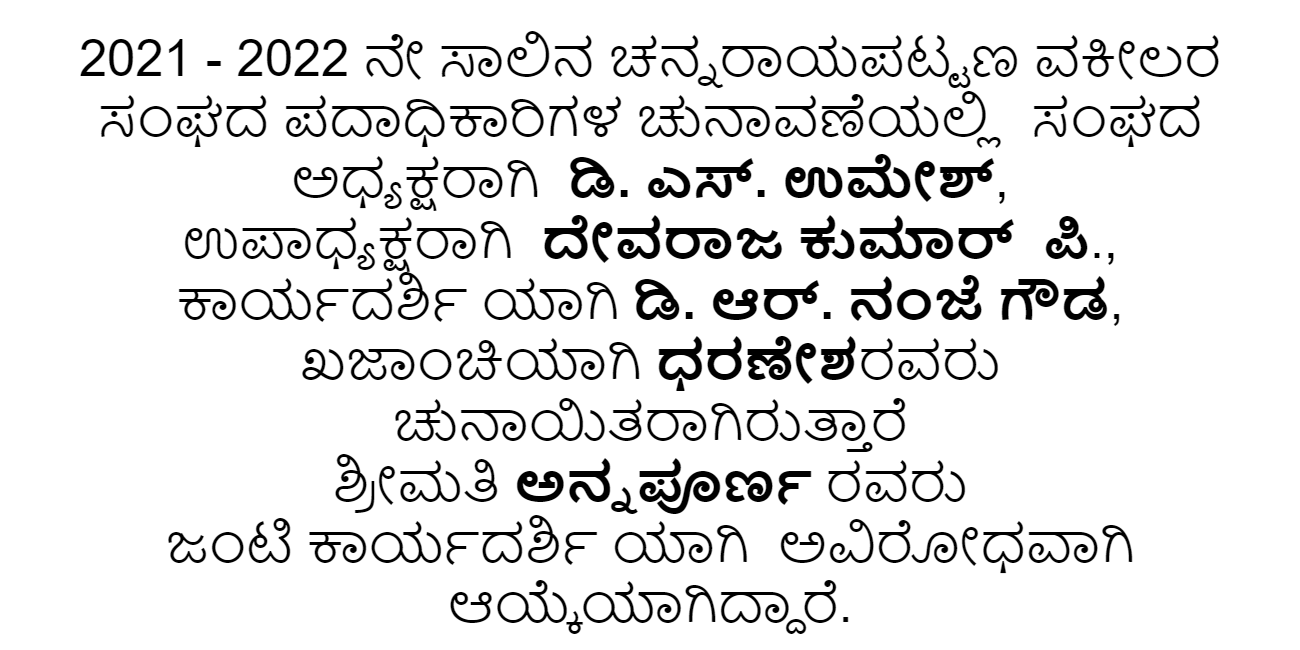 2021 - 2022 ನೇ ಸಾಲಿನ ಚನ್ನರಾಯಪಟ್ಟಣ ವಕೀಲರ
ಸಂಘದ ಪದಾಧಿಕಾರಿಗಳ ಚುನಾವಣೆಯಲ್ಲಿ ಸಂಘದ
ಅಧ್ಯಕ್ಷರಾಗಿ ಡಿ. ಎಸ್. ಉಮೇಶ್,
ಉಪಾಧ್ಯಕ್ಷರಾಗಿ ದೇವರಾಜ ಕುಮಾರ್ ಪಿ.,
ಕಾರ್ಯದರ್ಶಿ ಯಾಗಿ ಡಿ. ಆರ್. ನಂಜೆ ಗೌಡ,
ಖಜಾಂಚಿಯಾಗಿ ಧರಣೇಶರವರು
ಚುನಾಯಿತರಾಗಿರುತ್ತಾರೆ
ಶ್ರೀಮತಿ ಅನ್ನಪೂರ್ಣ ರವರು
ಜಂಟಿ ಕಾರ್ಯದರ್ಶಿ ಯಾಗಿ ಅವಿರೋಧವಾಗಿ
ಆಯ್ಕೆಯಾಗಿದ್ದಾರೆ.